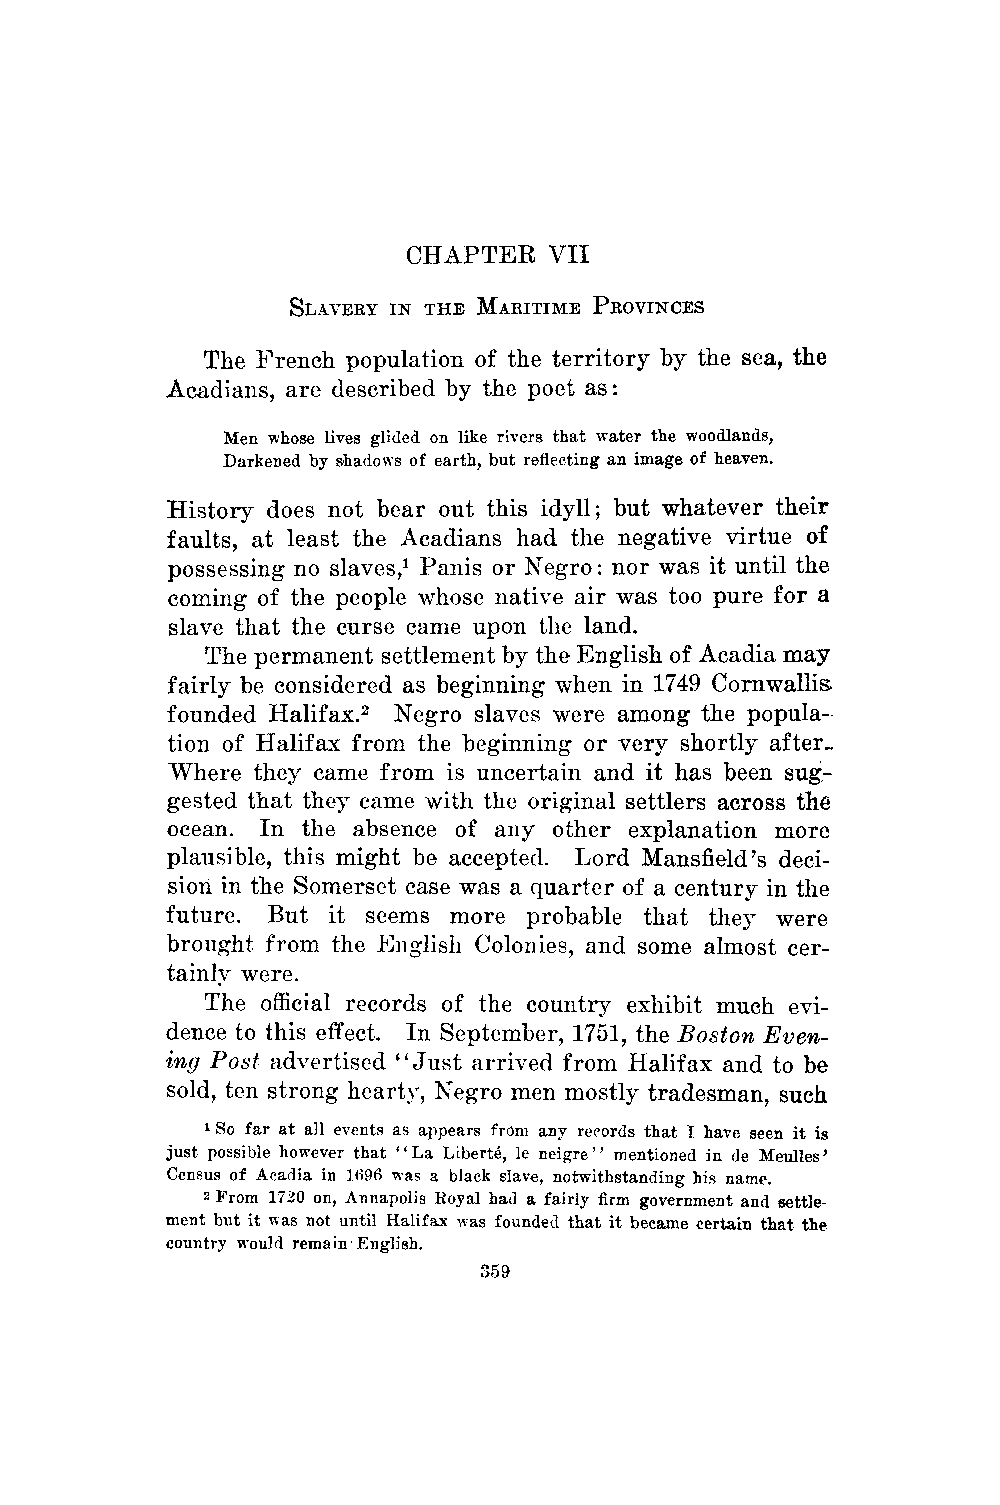 CHAPTER VII
SLAVERY IN THE MARITIME PROVINCES
The French population of the territory by the sea, the
Acadians, are described by the poet as:
Men whose lives glided on like rivers that water the woodlands,
Darkened by shadows of earth, but reflecting an image of heaven.
History does not bear out this idyll; but whatever their
faults, at least the Acadians had the negative virtue of
possessing no slaves,¹ Panis or Negro: nor was it until the
coming of the people whose native air was too pure for a
slave that the curse came upon the land.
The permanent settlement by the English of Acadia may
fairly be considered as beginning when in 1749 Cornwallis
founded Halifax.² Negro slaves were among the popula-
tion of Halifax from the beginning or very shortly after.
Where they came from is uncertain and it has been sug-
gested that they came with the original settlers across the
ocean. In the absence of any other explanation more
plausible, this might be accepted. Lord Mansfield's deci-
sion in the Somerset case was a quarter of a century in the
future. But it seems more probable that they were
brought from the English Colonies, and some almost cer-
tainly were.
The official records of the country exhibit much evi-
dence to this effect. In September, 1751, the Boston Even-
ing Post advertised "Just arrived from Halifax and to be
sold, ten strong hearty, Negro men mostly tradesman, such
¹ So far at all events as appears from any records that I have seen it is
just possible however that "La Liberté, le neigre" mentioned in de Meulles'
Census of Acadia in 1696 was a black slave, notwithstanding his name.
² From 1720 on, Annapolis Royal had a fairly firm government and settle-
ment but it was not until Halifax was founded that it became certain that the
country would remain English.
359